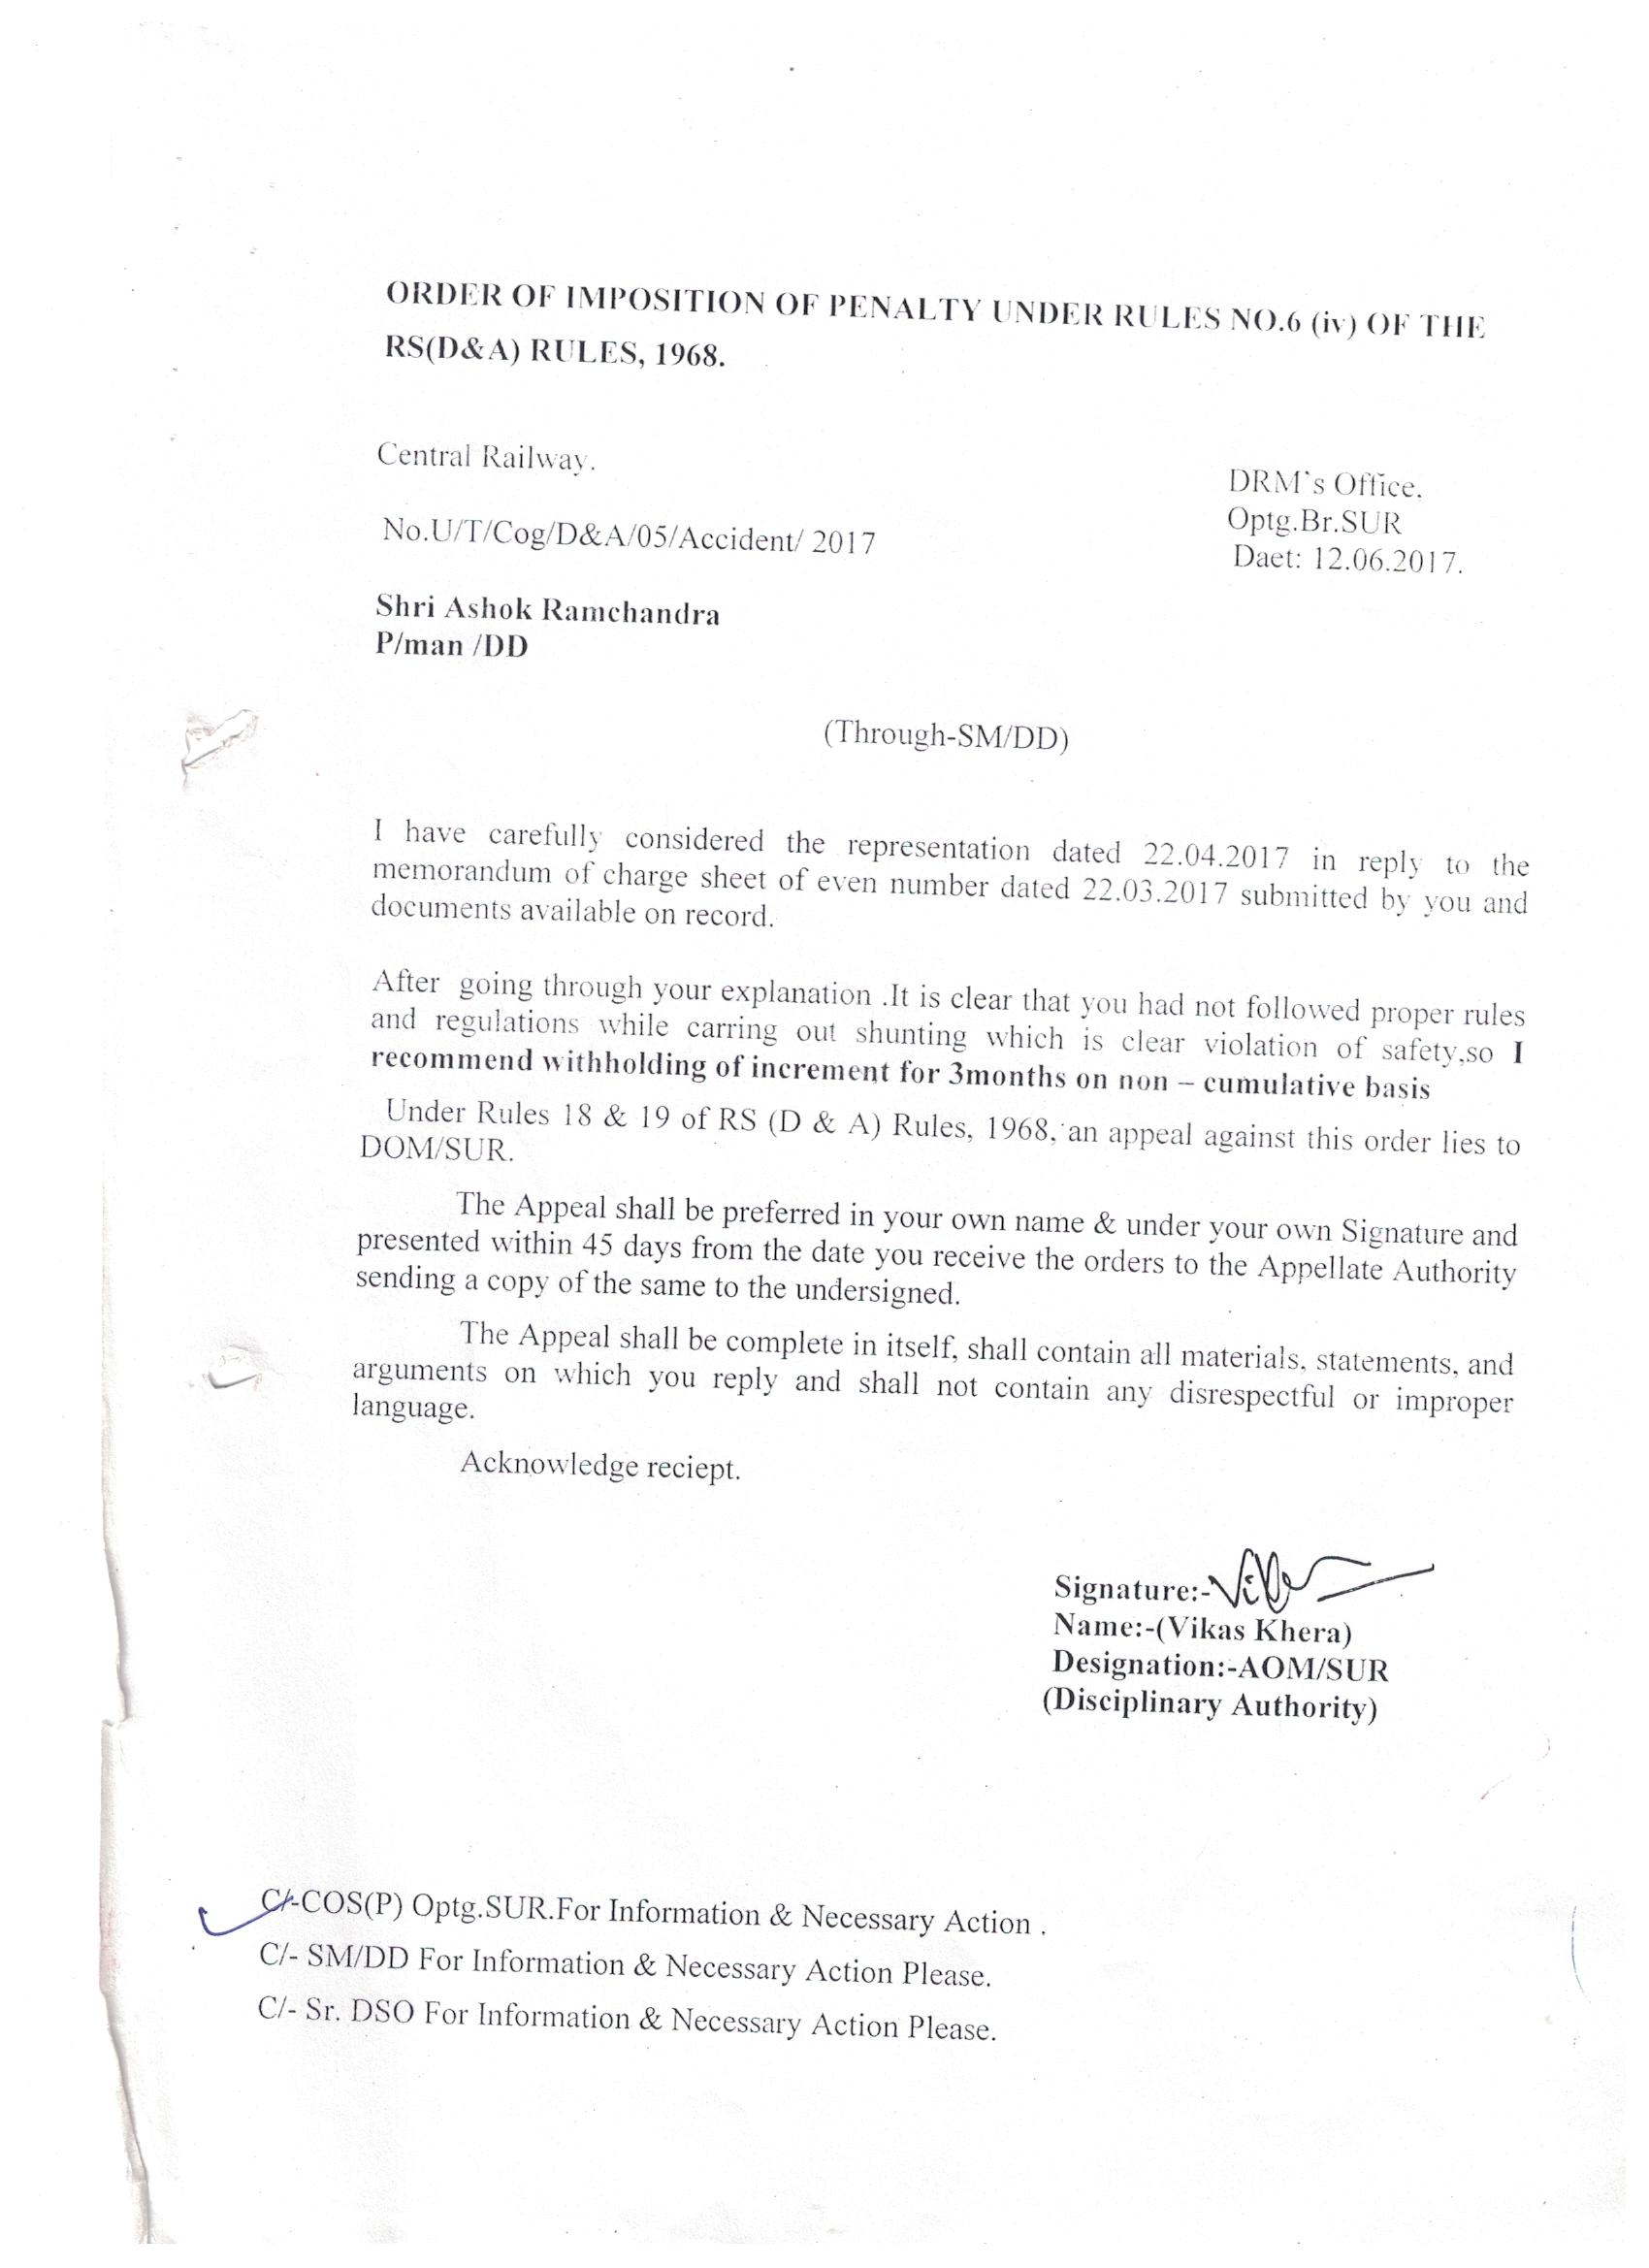 ORDER OF IMPOSITION OF PENALTY UNDER RULES NO.6 (iv) OF THE
RS(D&A) RULES, 1968.
Central Railway.
DRM's Office.
No.U/T/Cog/D&A/05/Accident/ 2017
Optg.Br.SUR
Daet: 12.06.2017.
Shri Ashok Ramchandra
P/man /DD
(Through-SM/DD)
I have carefully considered the representation dated 22.04.2017 in reply to the
memorandum of charge sheet of even number dated 22.03.2017 submitted by you and
documents available on record.
After going through your explanation .It is clear that you had not followed proper rules
and regulations while carring out shunting which is clear violation of safety,so I
recommend withholding of increment for 3months on non – cumulative basis
Under Rules 18 & 19 of RS (D & A) Rules, 1968, an appeal against this order lies to
DOM/SUR.
The Appeal shall be preferred in your own name & under your own Signature and
presented within 45 days from the date you receive the orders to the Appellate Authority
sending a copy of the same to the undersigned.
The Appeal shall be complete in itself, shall contain all materials, statements, and
arguments on which you reply and shall not contain any disrespectful or improper
language.
Acknowledge reciept.
Signature:-
Name:-(Vikas Khera)
Designation:-AOM/SUR
(Disciplinary Authority)
C/-COS(P) Optg.SUR.For Information & Necessary Action .
C/- SM/DD For Information & Necessary Action Please.
C/- Sr. DSO For Information & Necessary Action Please.